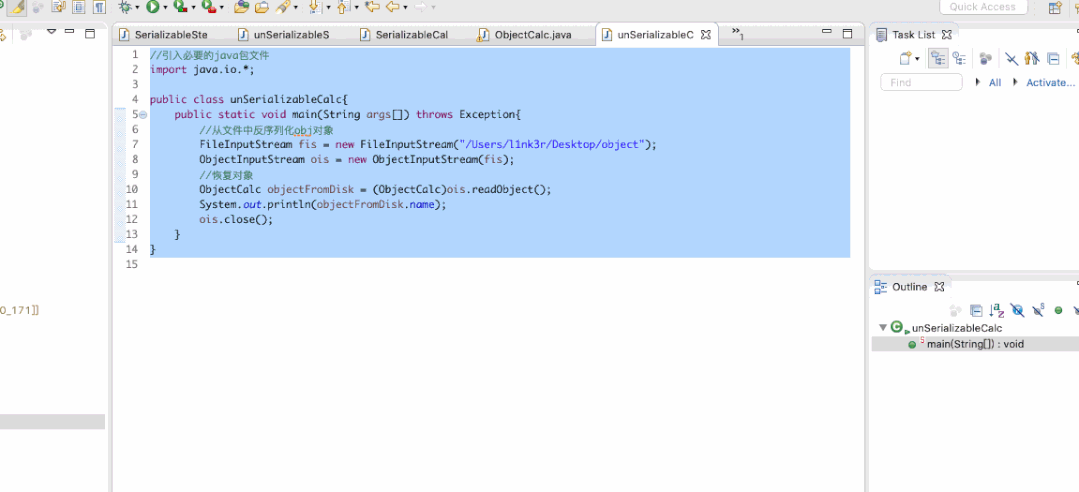 Quick Access
SerializableSte
unSerializableS
SerializableCal
ObjectCalc.java
unSerializableC
»1
Task List
Find
All
Activate...
1 //引入必要的java包文件
2 import java.io.*;
3
4 public class unSerializableCalc{
5 public static void main(String args[]) throws Exception{
6 //从文件中反序列化obj对象
7 FileInputStream fis = new FileInputStream("/Users/l1nk3r/Desktop/object");
8 ObjectInputStream ois = new ObjectInputStream(fis);
9 //恢复对象
10 ObjectCalc objectFromDisk = (ObjectCalc)ois.readObject();
11 System.out.println(objectFromDisk.name);
12 ois.close();
13 }
14 }
15
0_171]]
Outline
unSerializableCalc
main(String[]) : void